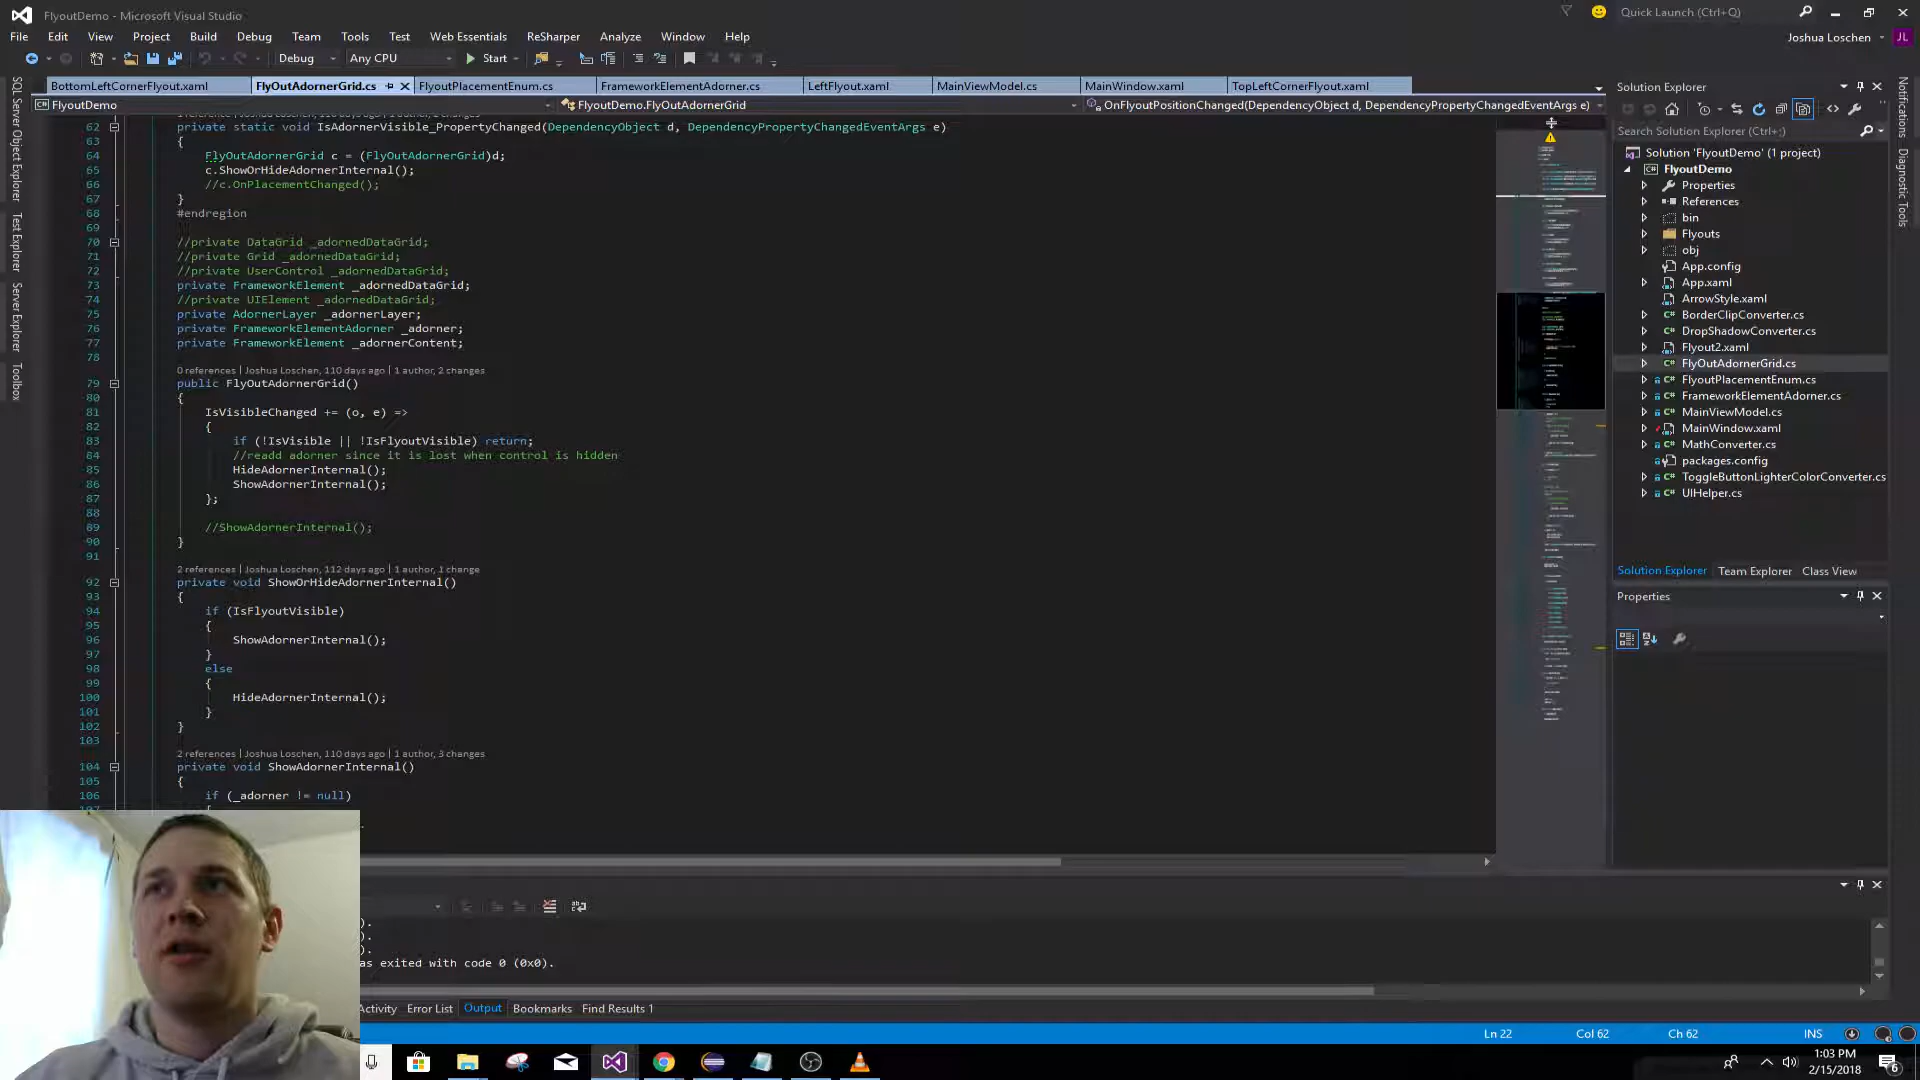 FlyoutDemo - Microsoft Visual Studio
Quick Launch (Ctrl+Q)
File Edit View Project Build Debug Team Tools Test Web Essentials ReSharper Analyze Window Help
Joshua Loschen JL
Debug Any CPU Start
BottomLeftCornerFlyout.xaml FlyOutAdornerGrid.cs FlyoutPlacementEnum.cs FrameworkElementAdorner.cs LeftFlyout.xaml MainViewModel.cs MainWindow.xaml TopLeftCornerFlyout.xaml
FlyoutDemo FlyoutDemo.FlyOutAdornerGrid OnFlyoutPositionChanged(DependencyObject d, DependencyPropertyChangedEventArgs e)
62 private static void IsAdornerVisible_PropertyChanged(DependencyObject d, DependencyPropertyChangedEventArgs e)
63 {
64 FlyOutAdornerGrid c = (FlyOutAdornerGrid)d;
65 c.ShowOrHideAdornerInternal();
66 //c.OnPlacementChanged();
67 }
68 #endregion
69
70 //private DataGrid _adornedDataGrid;
71 //private Grid _adornedDataGrid;
72 //private UserControl _adornedDataGrid;
73 private FrameworkElement _adornedDataGrid;
74 //private UIElement _adornedDataGrid;
75 private AdornerLayer _adornerLayer;
76 private FrameworkElementAdorner _adorner;
77 private FrameworkElement _adornerContent;
78
0 references | Joshua Loschen, 110 days ago | 1 author, 2 changes
79 public FlyOutAdornerGrid()
80 {
81 IsVisibleChanged += (o, e) =>
82 {
83 if (!IsVisible || !IsFlyoutVisible) return;
84 //readd adorner since it is lost when control is hidden
85 HideAdornerInternal();
86 ShowAdornerInternal();
87 };
88
89 //ShowAdornerInternal();
90 }
91
2 references | Joshua Loschen, 112 days ago | 1 author, 1 change
92 private void ShowOrHideAdornerInternal()
93 {
94 if (IsFlyoutVisible)
95 {
96 ShowAdornerInternal();
97 }
98 else
99 {
100 HideAdornerInternal();
101 }
102 }
103
2 references | Joshua Loschen, 110 days ago | 1 author, 3 changes
104 private void ShowAdornerInternal()
105 {
106 if (_adorner != null)
SQL Server Object Explorer
Test Explorer
Server Explorer
Toolbox
Solution Explorer
Search Solution Explorer (Ctrl+;)
Solution 'FlyoutDemo' (1 project)
FlyoutDemo
Properties
References
bin
Flyouts
obj
App.config
App.xaml
ArrowStyle.xaml
BorderClipConverter.cs
DropShadowConverter.cs
Flyout2.xaml
FlyOutAdornerGrid.cs
FlyoutPlacementEnum.cs
FrameworkElementAdorner.cs
MainViewModel.cs
MainWindow.xaml
MathConverter.cs
packages.config
ToggleButtonLighterColorConverter.cs
UIHelper.cs
Solution Explorer Team Explorer Class View
Properties
Notifications
Diagnostic Tools
).
).
).
as exited with code 0 (0x0).
Activity Error List Output Bookmarks Find Results 1
Ln 22 Col 62 Ch 62 INS
1:03 PM
2/15/2018
6